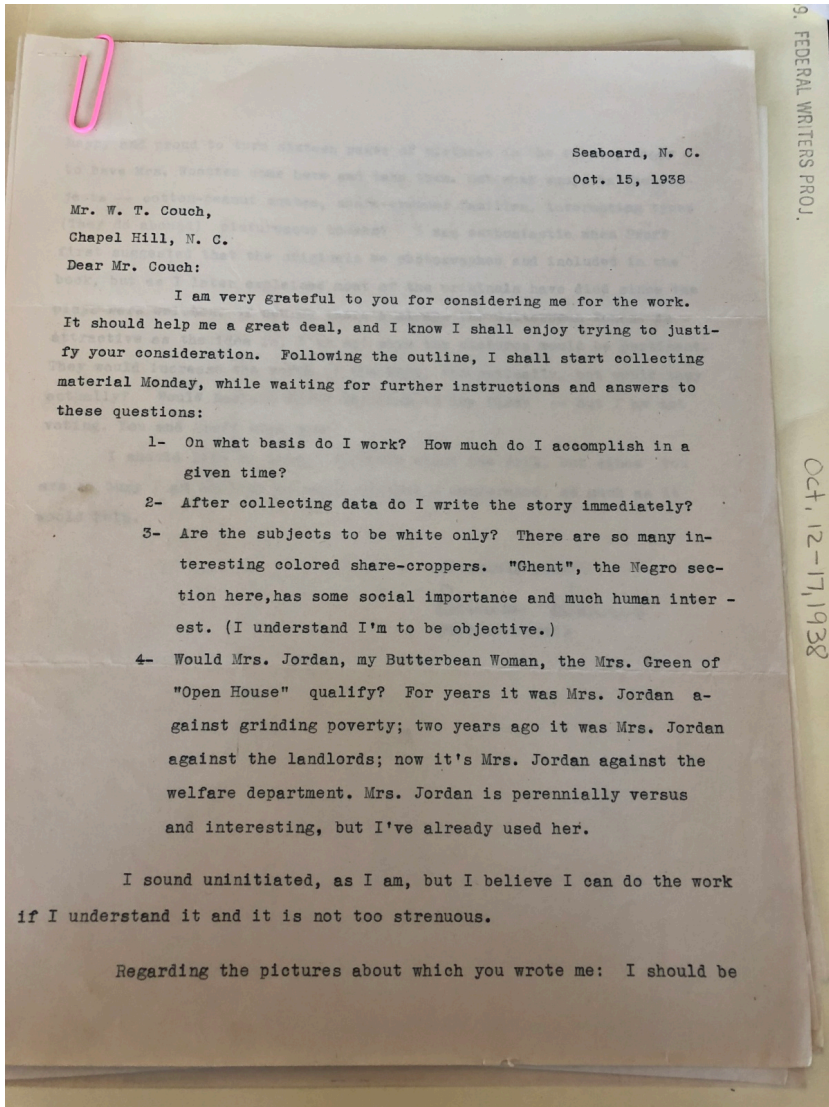 Seaboard, N. C.
Oct. 15, 1938
Mr. W. T. Couch,
Chapel Hill, N. C.
Dear Mr. Couch:
I am very grateful to you for considering me for the work.
It should help me a great deal, and I know I shall enjoy trying to justi-
fy your consideration. Following the outline, I shall start collecting
material Monday, while waiting for further instructions and answers to
these questions:
1- On what basis do I work? How much do I accomplish in a
given time?
2- After collecting data do I write the story immediately?
3- Are the subjects to be white only? There are so many in-
teresting colored share-croppers. "Ghent", the Negro sec-
tion here,has some social importance and much human inter -
est. (I understand I'm to be objective.)
4- Would Mrs. Jordan, my Butterbean Woman, the Mrs. Green of
"Open House" qualify? For years it was Mrs. Jordan a-
gainst grinding poverty; two years ago it was Mrs. Jordan
against the landlords; now it's Mrs. Jordan against the
welfare department. Mrs. Jordan is perennially versus
and interesting, but I've already used her.
I sound uninitiated, as I am, but I believe I can do the work
if I understand it and it is not too strenuous.
Regarding the pictures about which you wrote me: I should be
9. FEDERAL WRITERS PROJ.
Oct, 12-17, 1938